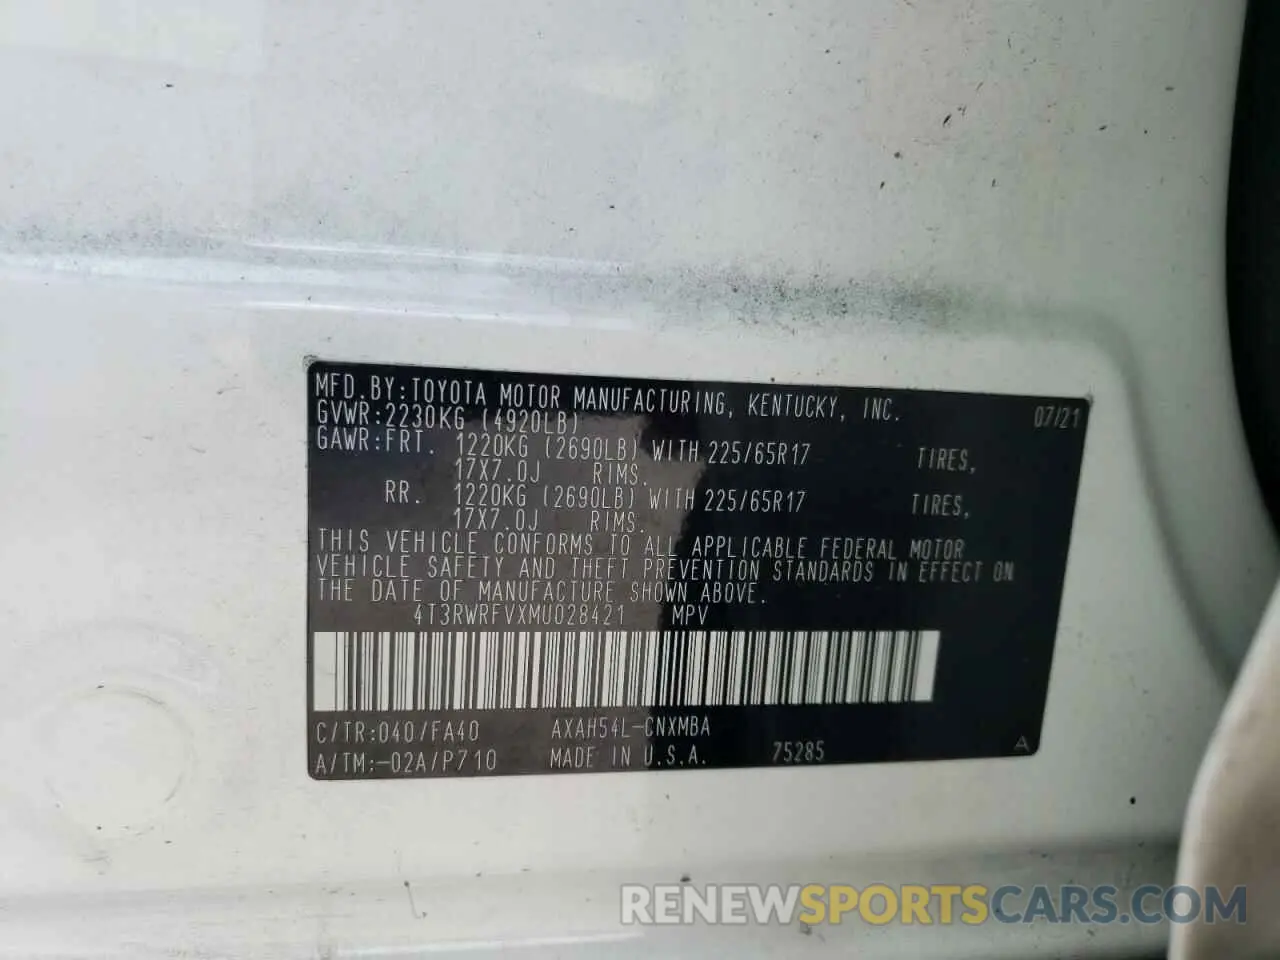 MFD.BY:TOYOTA MOTOR MANUFACTURING, KENTUCKY, INC. 07/21
GVWR:2230KG (4920LB)
GAWR:FRT. 1220KG (2690LB) WITH 225/65R17 TIRES,
17X7.0J RIMS.
RR. 1220KG (2690LB) WITH 225/65R17 TIRES,
17X7.0J RIMS.
THIS VEHICLE CONFORMS TO ALL APPLICABLE FEDERAL MOTOR
VEHICLE SAFETY AND THEFT PREVENTION STANDARDS IN EFFECT ON
THE DATE OF MANUFACTURE SHOWN ABOVE.
4T3RWRFVXMU028421 MPV
C/TR:040/FA40 AXAH54L-CNXMBA
A/TM:-02A/P710 MADE IN U.S.A. 75285 A
RENEWSPORTSCARS.COM